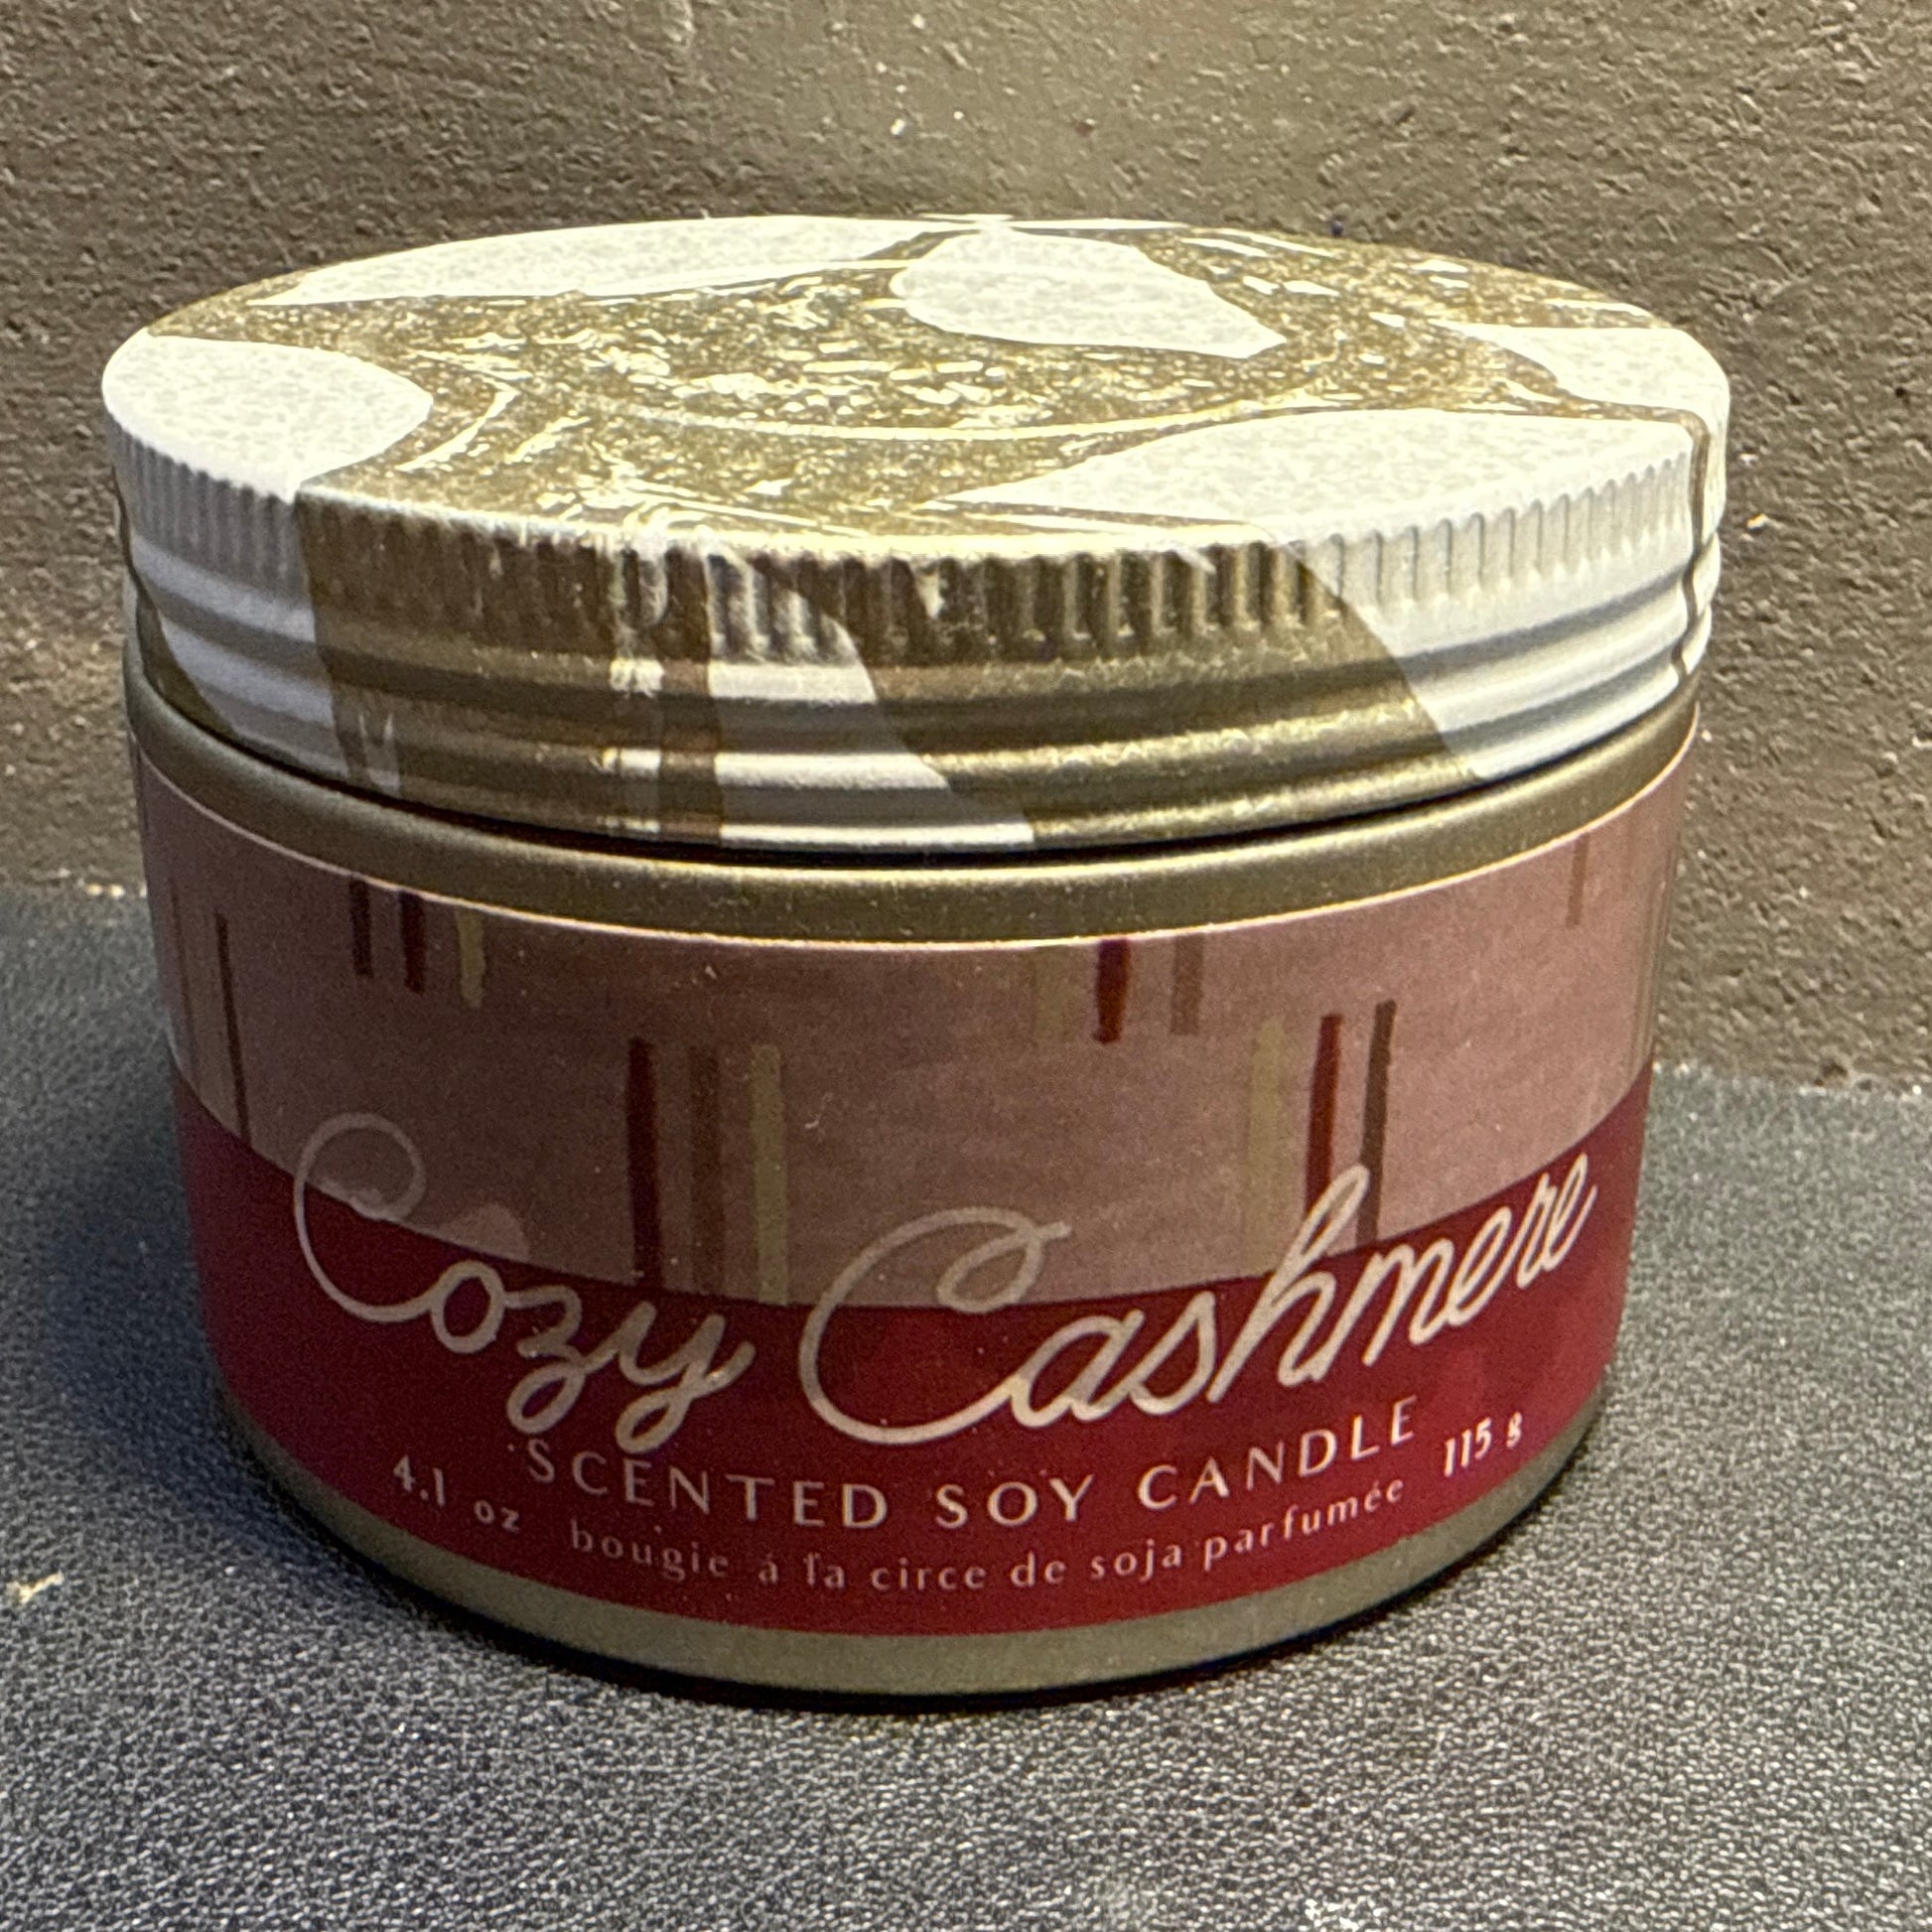 Cozy Cashmere
SCENTED SOY CANDLE
4.1 oz bougie à la circe de soja parfumée 115 g